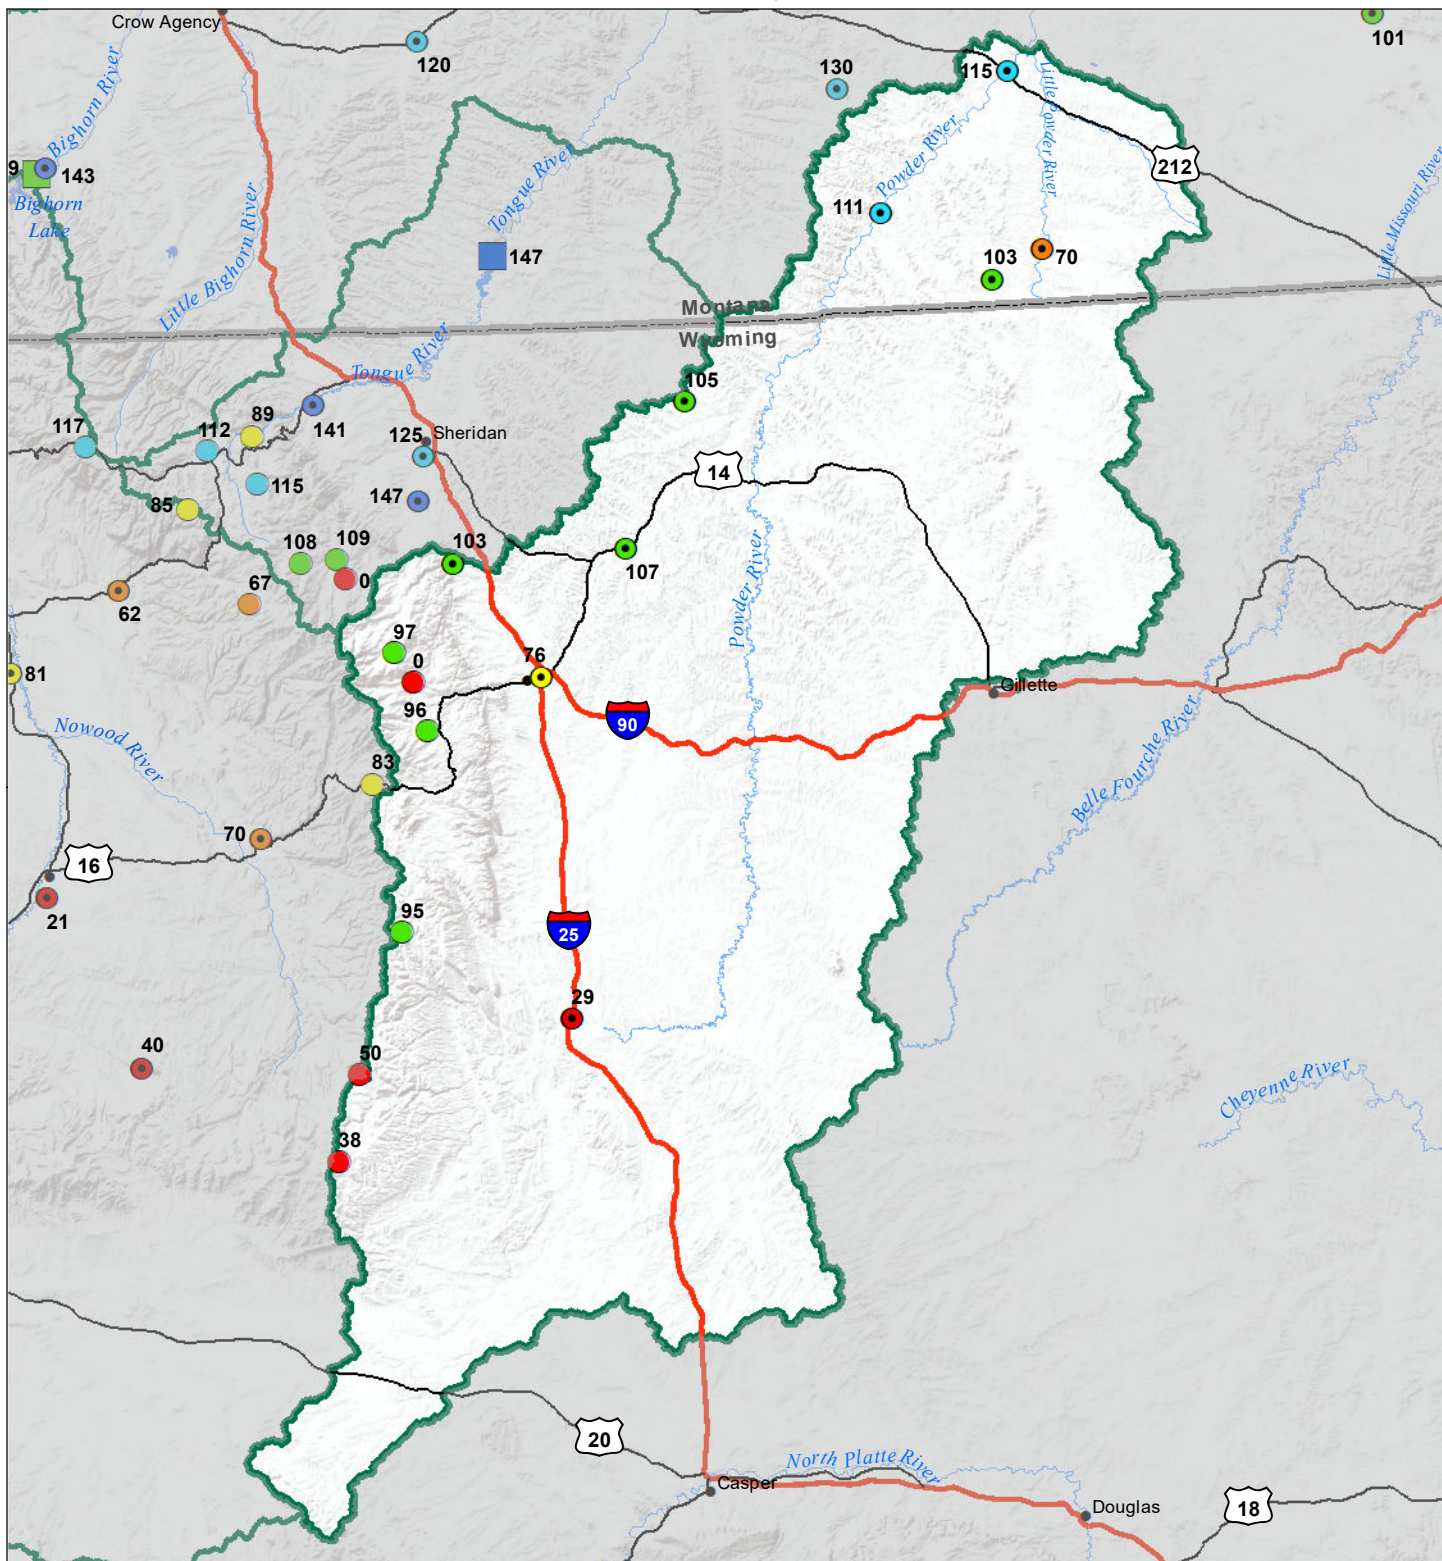 Crow Agency
120
101
130
115
Bighorn River
Little Powder River
9
143
Bighorn
Lake
Powder River
212
Tongue River
111
Little Missouri River
Little Bighorn River
147
103
70
Montana
Wyoming
Tongue River
105
117
112
89
141
125
Sheridan
14
115
147
85
108
109
0
103
107
62
67
Powder River
97
0
76
81
96
90
Gillette
Nowood River
83
Belle Fourche River
70
16
21
95
25
29
40
50
Cheyenne River
38
20
North Platte River
Casper
Douglas
18